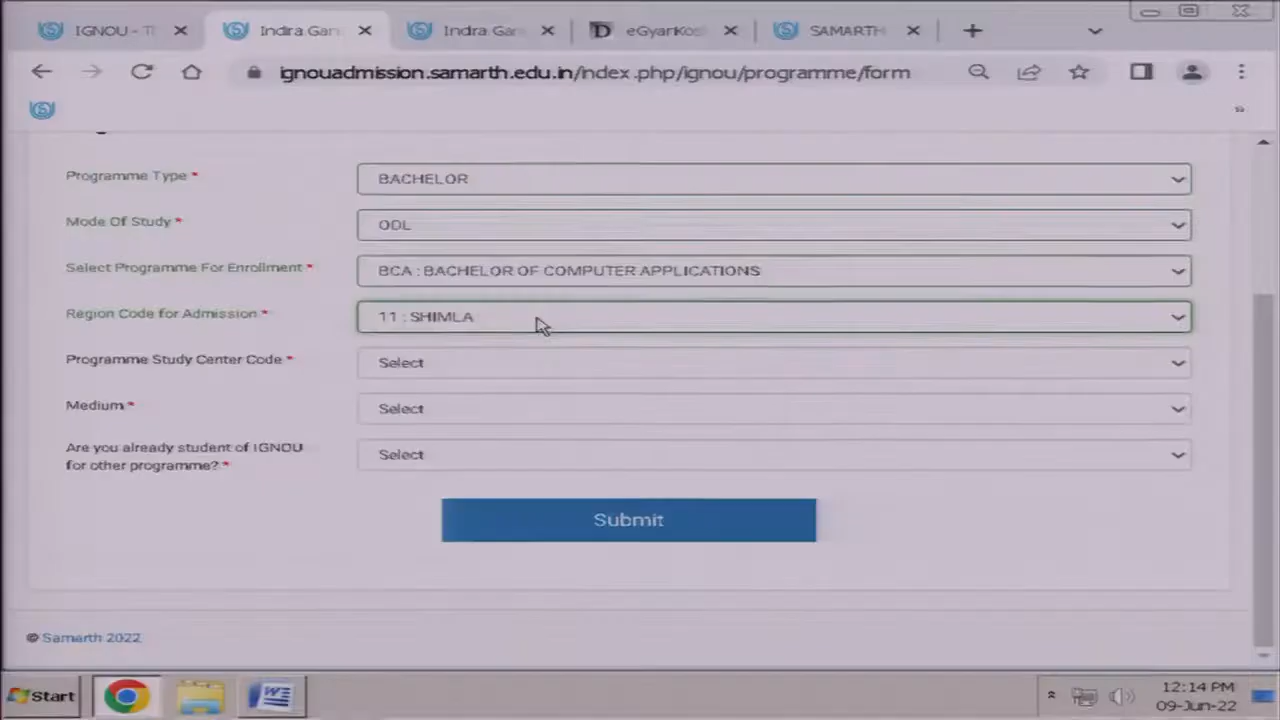 IGNOU - T
Indira Gan
Indira Gan
eGyanKos
SAMARTH
ignouadmission.samarth.edu.in/index.php/ignou/programme/form
Programme Type *
BACHELOR
Mode Of Study *
ODL
Select Programme For Enrollment *
BCA : BACHELOR OF COMPUTER APPLICATIONS
Region Code for Admission *
11 : SHIMLA
Programme Study Center Code *
Select
Medium *
Select
Are you already student of IGNOU
for other programme? *
Select
Submit
© Samarth 2022
Start
12:14 PM
09-Jun-22